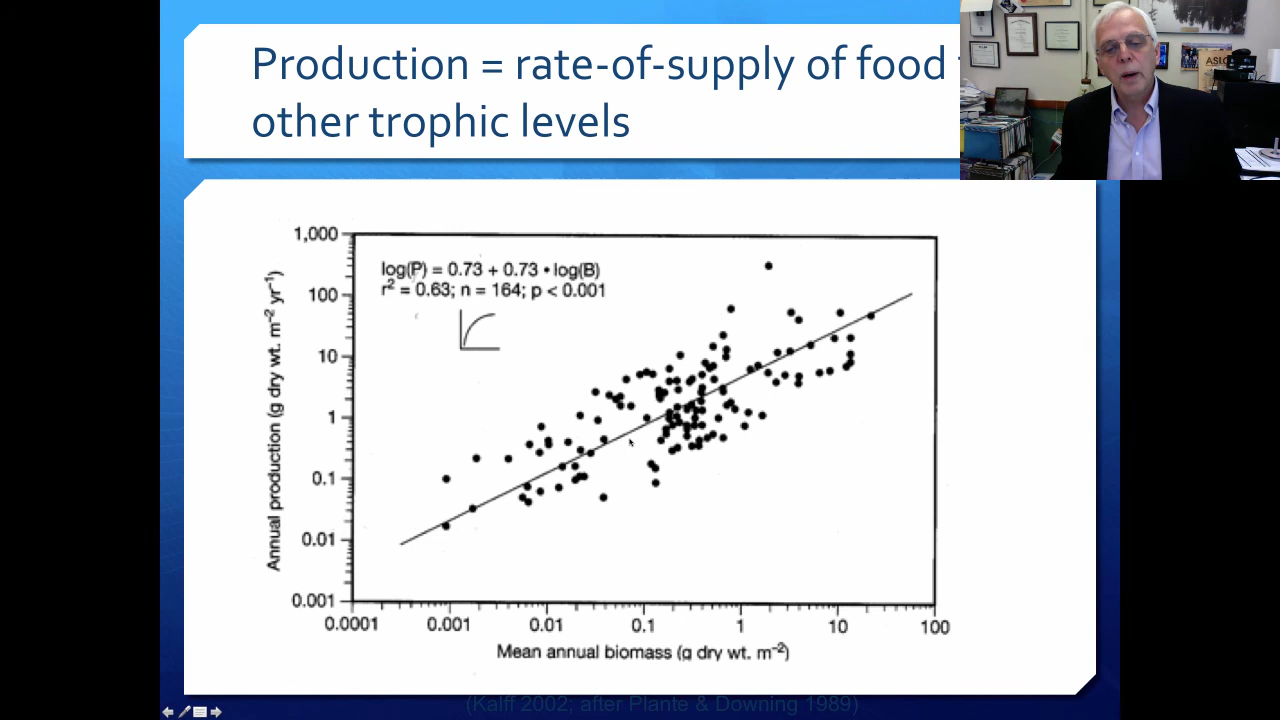 Production = rate-of-supply of food
other trophic levels
ASLO
1,000
log(P) = 0.73 + 0.73 • log(B)
r² = 0.63; n = 164; p < 0.001
100
10
1
0.1
0.01
0.001
Annual production (g dry wt. m⁻² yr⁻¹)
0.0001 0.001 0.01 0.1 1 10 100
Mean annual biomass (g dry wt. m⁻²)
(Kalff 2002; after Plante & Downing 1989)